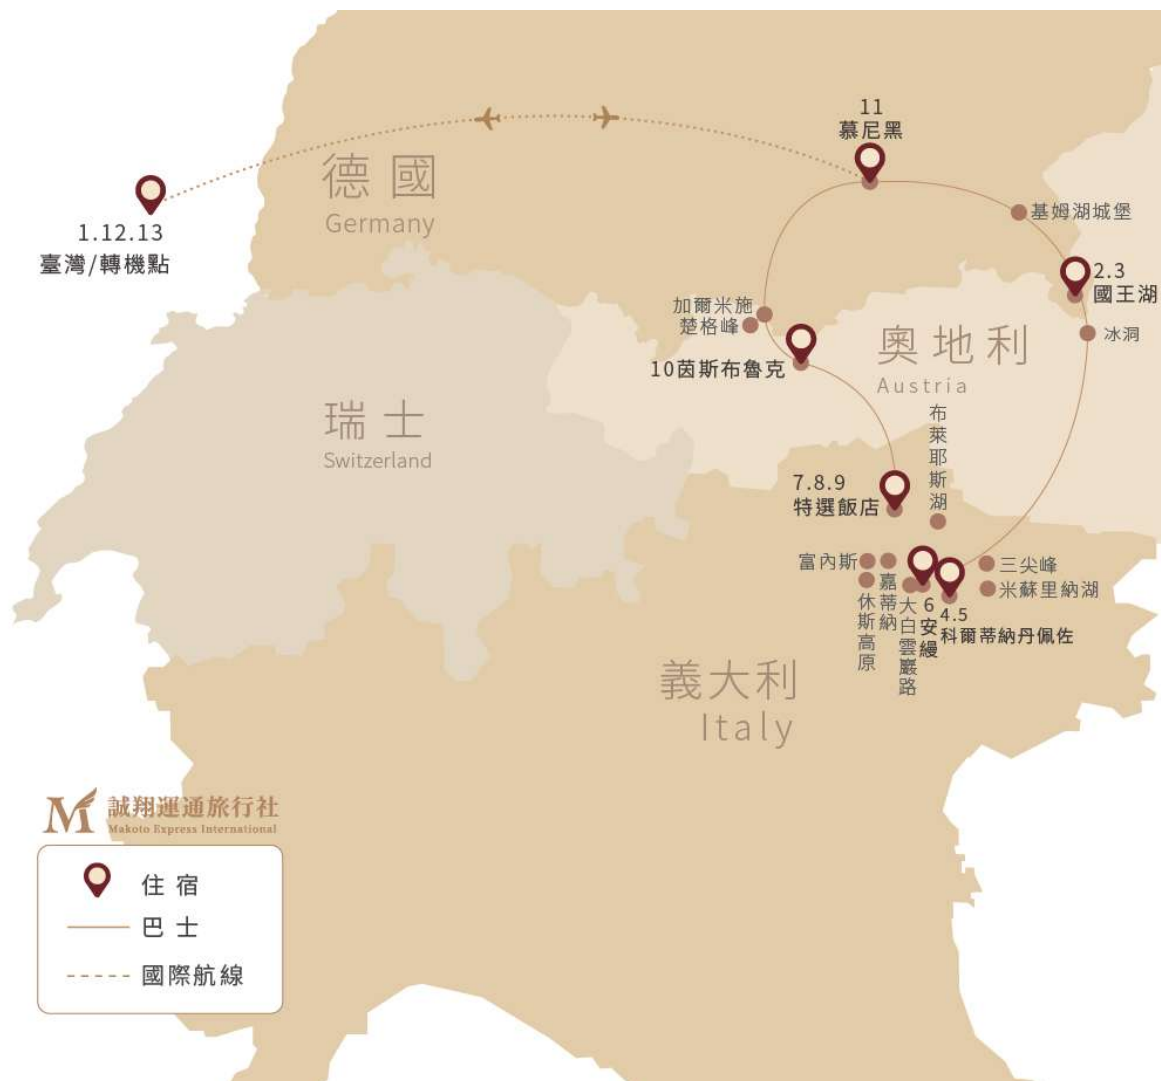 11
慕尼黑
德國
Germany
1.12.13
臺灣/轉機點
基姆湖城堡
2.3
國王湖
冰洞
加爾米施
楚格峰
10茵斯布魯克
奧地利
Austria
瑞士
Switzerland
布萊耶斯湖
7.8.9
特選飯店
富內斯
休斯高原
嘉蒂納
大白雲巖路
6安縵
4.5
科爾蒂納丹佩佐
三尖峰
米蘇里納湖
義大利
Italy
M 誠翔運通旅行社
Makoto Express International
住宿
巴士
國際航線